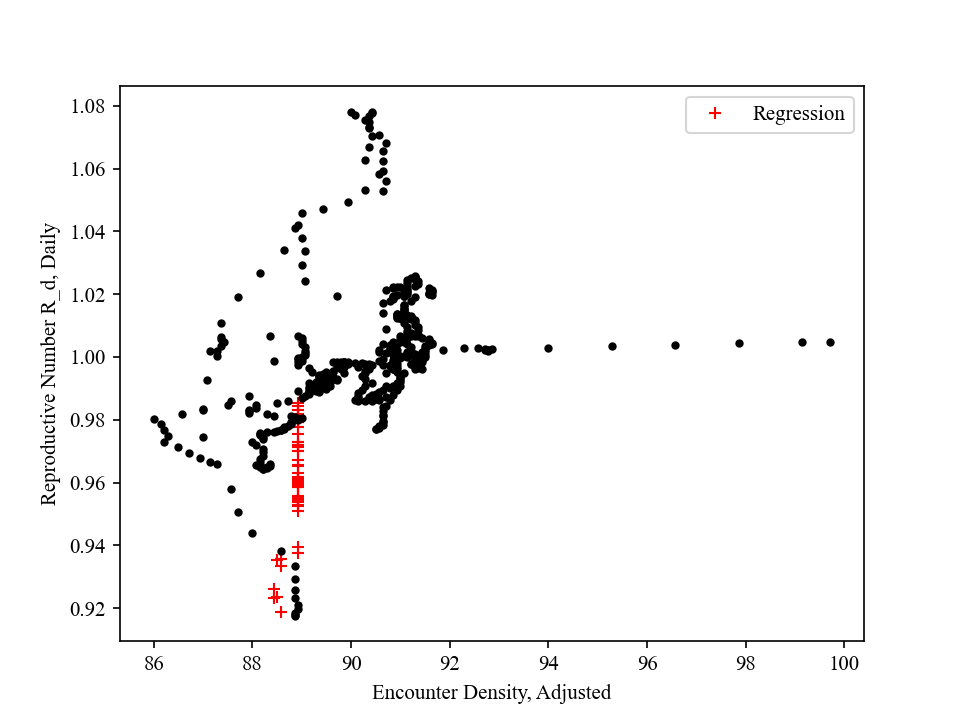 Regression
1.08
1.06
1.04
1.02
1.00
0.98
0.96
0.94
0.92
Reproductive Number R_d, Daily
86 88 90 92 94 96 98 100
Encounter Density, Adjusted